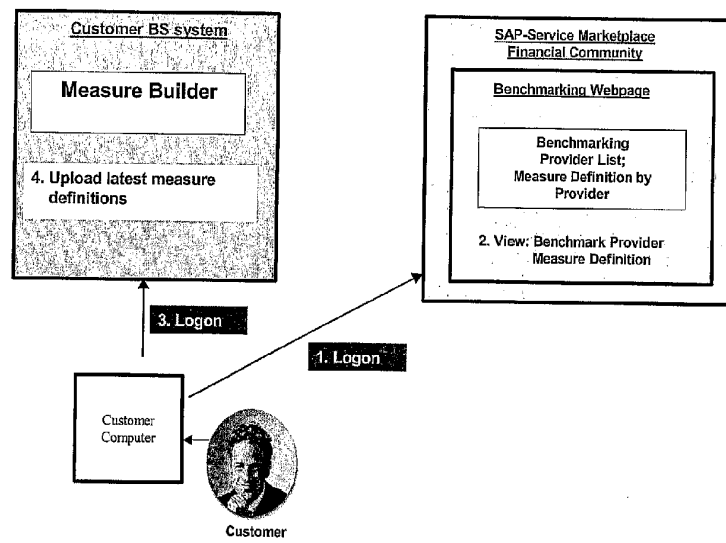 Customer BS system
Measure Builder
4. Upload latest measure
definitions
SAP-Service Marketplace
Financial Community
Benchmarking Webpage
Benchmarking
Provider List;
Measure Definition by
Provider
2. View: Benchmark Provider
Measure Definition
3. Logon
1. Logon
Customer
Computer
Customer